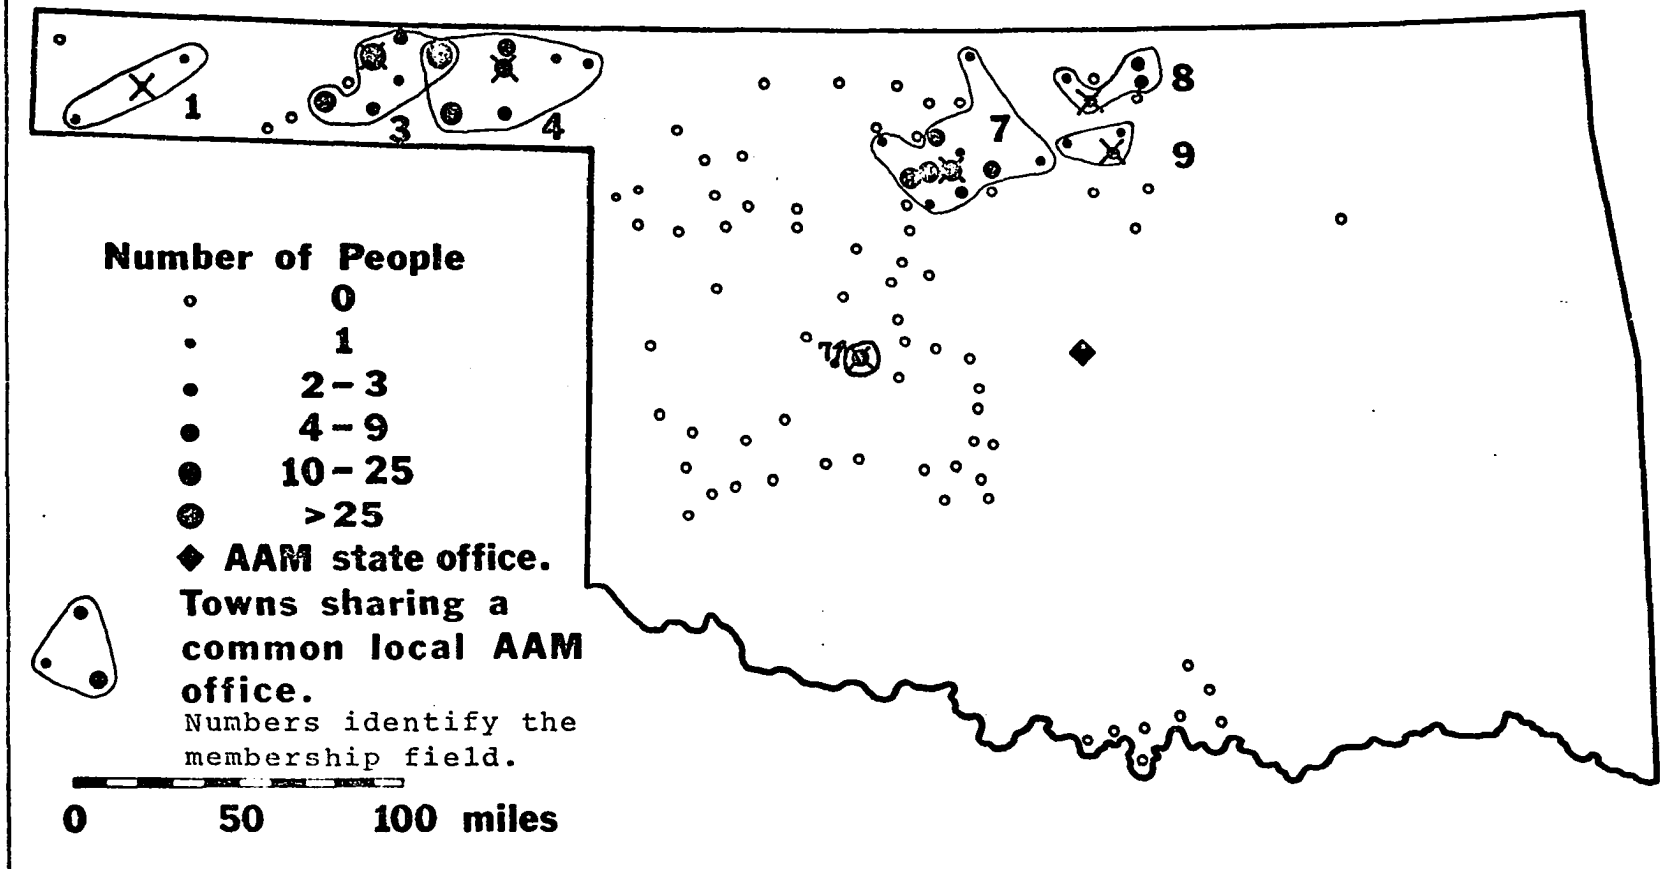 1
3
4
7
8
9
Number of People
0
1
2-3
4-9
10-25
>25
AAM state office.
Towns sharing a
common local AAM
office.
Numbers identify the
membership field.
0 50 100 miles